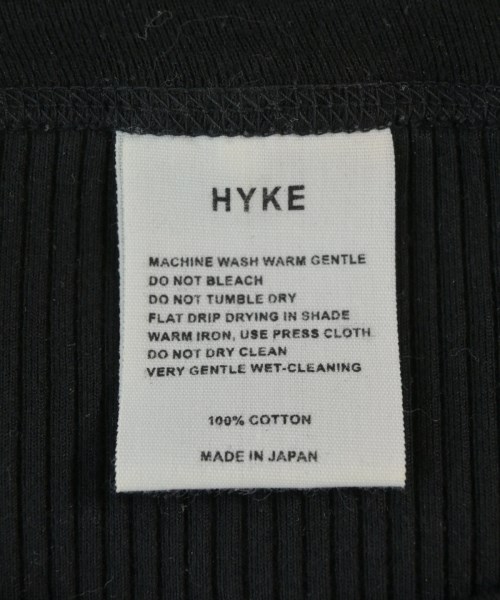 HYKE
MACHINE WASH WARM GENTLE
DO NOT BLEACH
DO NOT TUMBLE DRY
FLAT DRIP DRYING IN SHADE
WARM IRON, USE PRESS CLOTH
DO NOT DRY CLEAN
VERY GENTLE WET-CLEANING
100% COTTON
MADE IN JAPAN